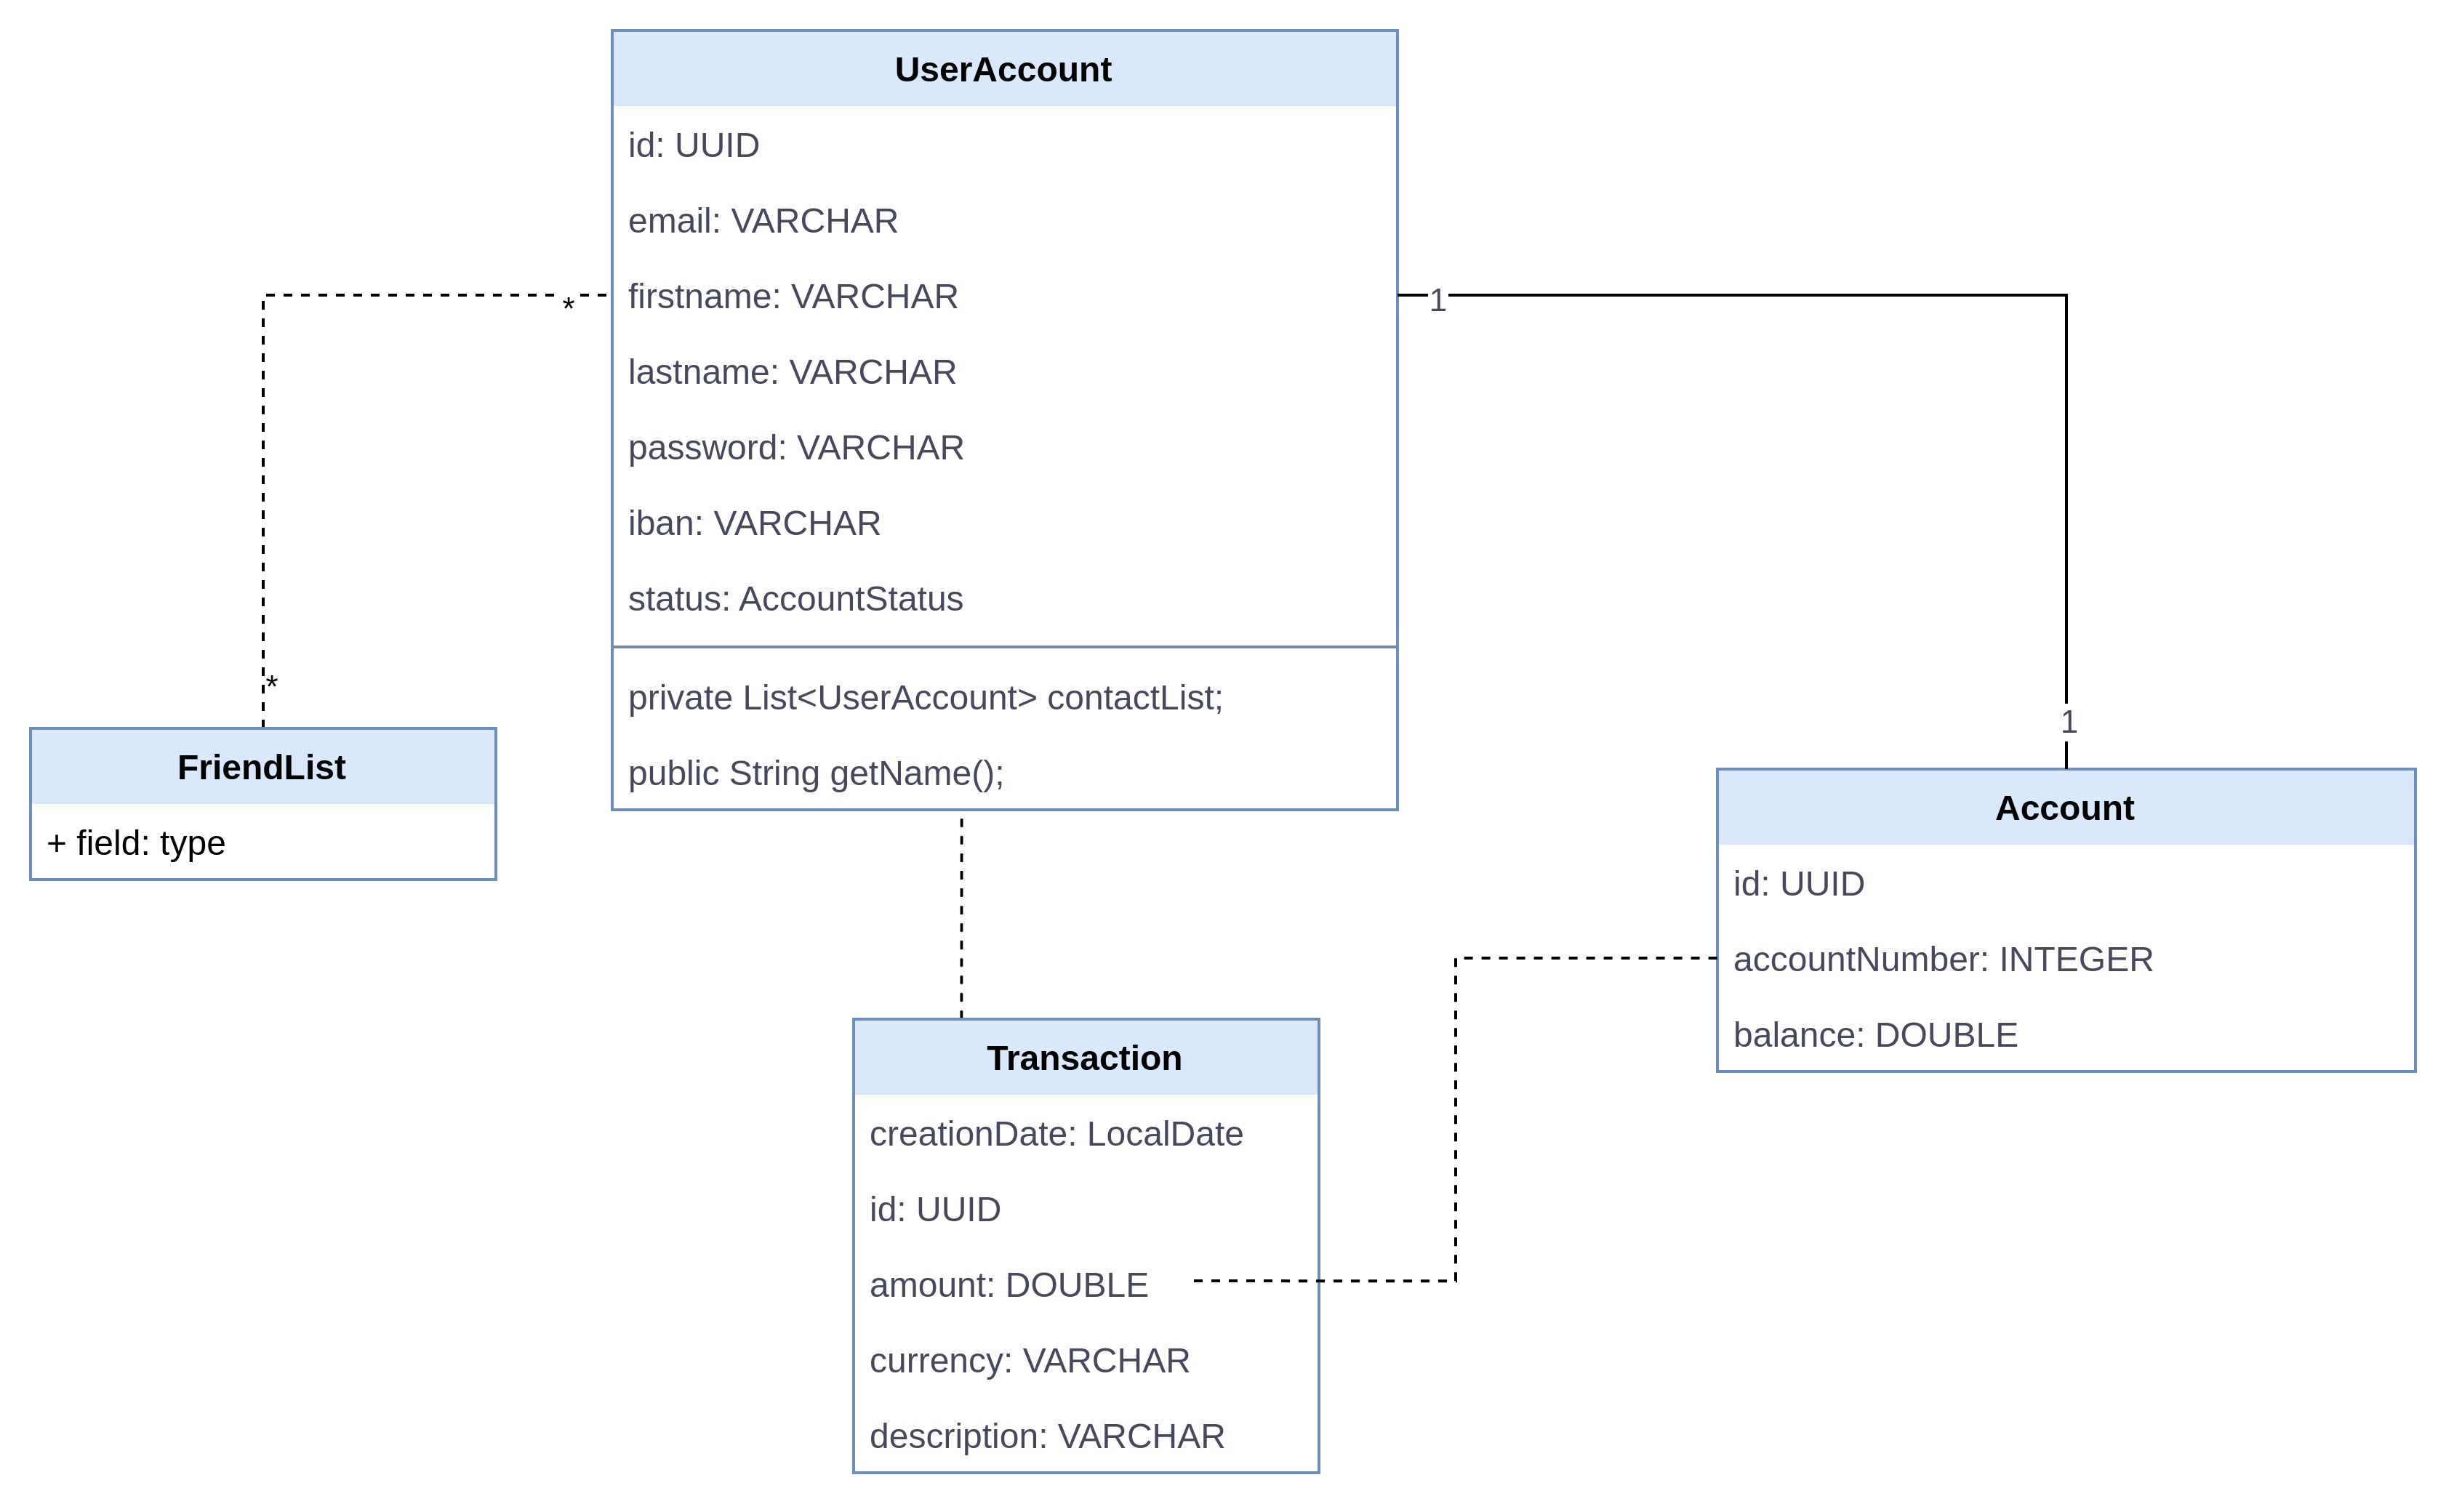 UserAccount
id: UUID
email: VARCHAR
firstname: VARCHAR
lastname: VARCHAR
password: VARCHAR
iban: VARCHAR
status: AccountStatus
private List<UserAccount> contactList;
public String getName();
*
1
*
1
FriendList
+ field: type
Account
id: UUID
accountNumber: INTEGER
balance: DOUBLE
Transaction
creationDate: LocalDate
id: UUID
amount: DOUBLE
currency: VARCHAR
description: VARCHAR